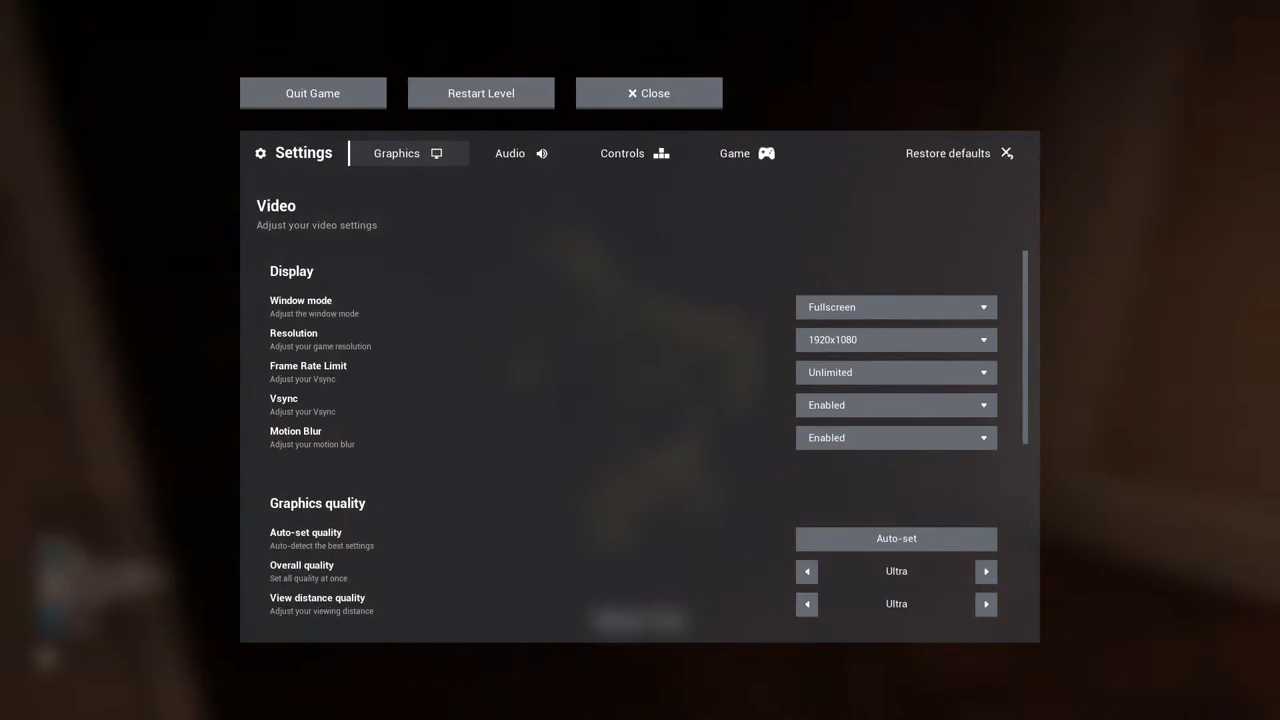 Quit Game
Restart Level
Close
Settings
Graphics
Audio
Controls
Game
Restore defaults
Video
Adjust your video settings
Display
Window mode
Adjust the window mode
Fullscreen
Resolution
Adjust your game resolution
1920x1080
Frame Rate Limit
Adjust your Vsync
Unlimited
Vsync
Adjust your Vsync
Enabled
Motion Blur
Adjust your motion blur
Enabled
Graphics quality
Auto-set quality
Auto-detect the best settings
Auto-set
Overall quality
Set all quality at once
Ultra
View distance quality
Adjust your viewing distance
Ultra